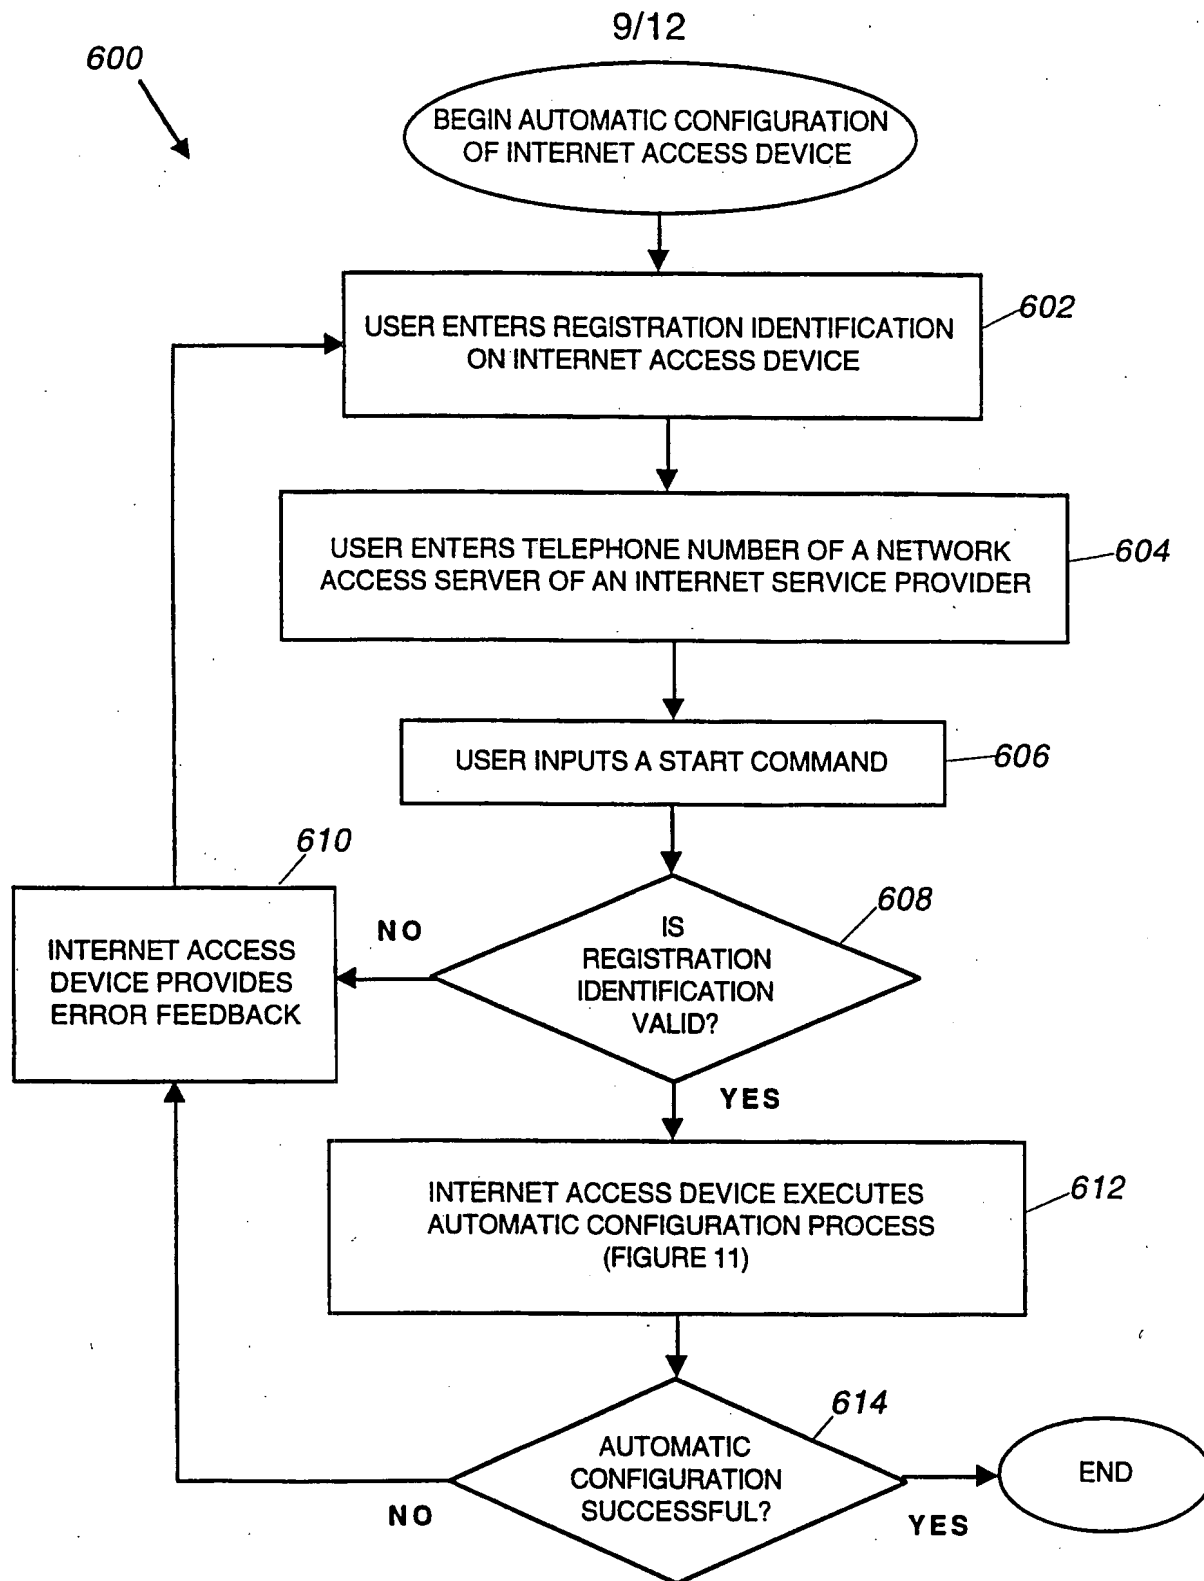 9/12
600
BEGIN AUTOMATIC CONFIGURATION
OF INTERNET ACCESS DEVICE
USER ENTERS REGISTRATION IDENTIFICATION
ON INTERNET ACCESS DEVICE
602
USER ENTERS TELEPHONE NUMBER OF A NETWORK
ACCESS SERVER OF AN INTERNET SERVICE PROVIDER
604
USER INPUTS A START COMMAND
606
610
INTERNET ACCESS
DEVICE PROVIDES
ERROR FEEDBACK
NO
IS
REGISTRATION
IDENTIFICATION
VALID?
608
YES
INTERNET ACCESS DEVICE EXECUTES
AUTOMATIC CONFIGURATION PROCESS
(FIGURE 11)
612
AUTOMATIC
CONFIGURATION
SUCCESSFUL?
614
NO
YES
END